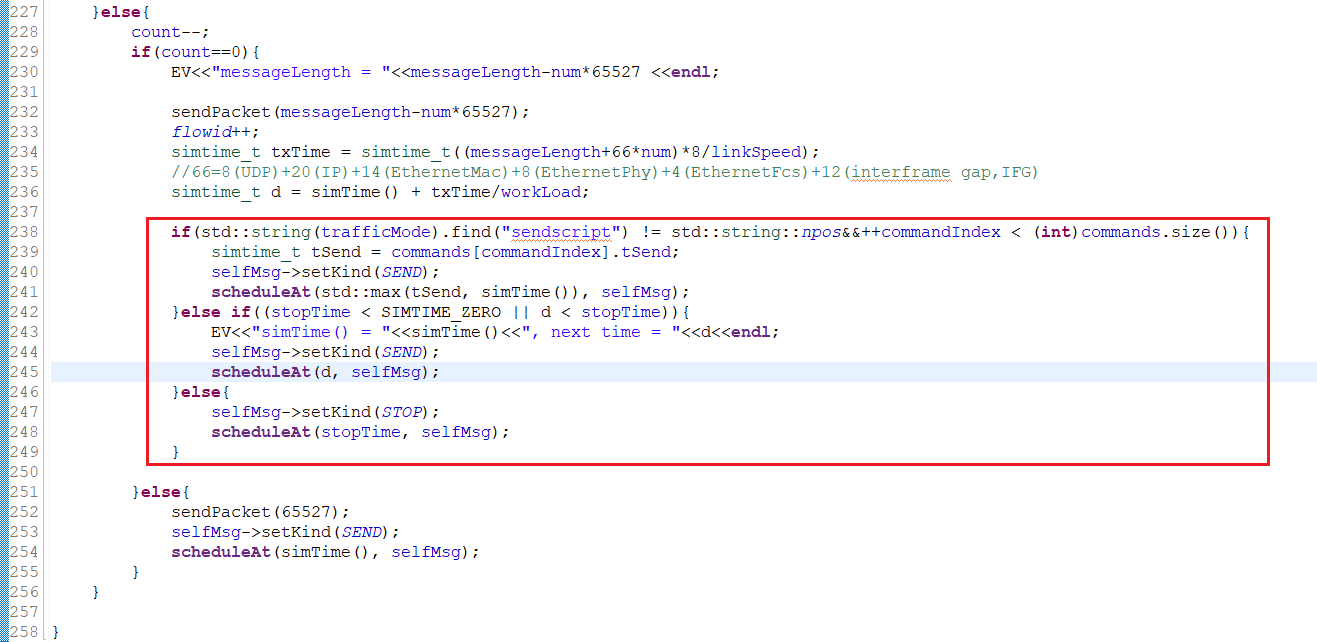 227 }else{
228 count--;
229 if(count==0){
230 EV<<"messageLength = "<<messageLength-num*65527 <<endl;
231
232 sendPacket(messageLength-num*65527);
233 flowid++;
234 simtime_t txTime = simtime_t((messageLength+66*num)*8/linkSpeed);
235 //66=8(UDP)+20(IP)+14(EthernetMac)+8(EthernetPhy)+4(EthernetFcs)+12(interframe gap,IFG)
236 simtime_t d = simTime() + txTime/workLoad;
237
238 if(std::string(trafficMode).find("sendscript") != std::string::npos&&++commandIndex < (int)commands.size()){
239 simtime_t tSend = commands[commandIndex].tSend;
240 selfMsg->setKind(SEND);
241 scheduleAt(std::max(tSend, simTime()), selfMsg);
242 }else if((stopTime < SIMTIME_ZERO || d < stopTime)){
243 EV<<"simTime() = "<<simTime()<<", next time = "<<d<<endl;
244 selfMsg->setKind(SEND);
245 scheduleAt(d, selfMsg);
246 }else{
247 selfMsg->setKind(STOP);
248 scheduleAt(stopTime, selfMsg);
249 }
250
251 }else{
252 sendPacket(65527);
253 selfMsg->setKind(SEND);
254 scheduleAt(simTime(), selfMsg);
255 }
256 }
257
258 }